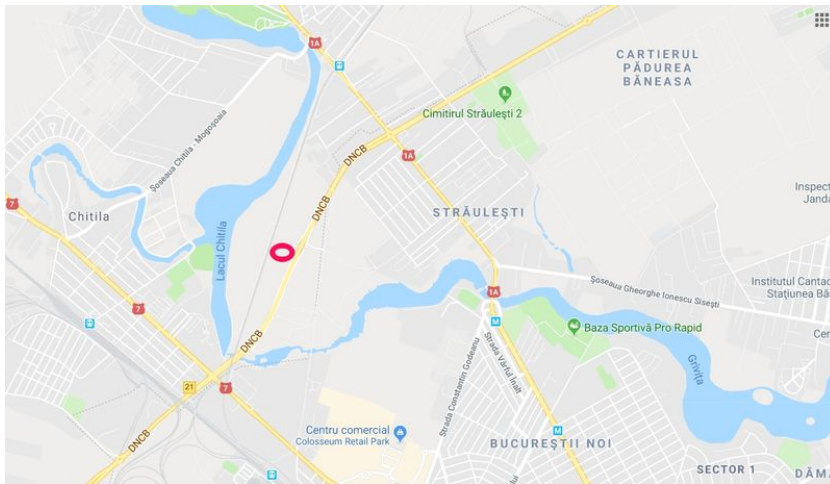 1A
CARTIERUL
PĂDUREA
BĂNEASA
Cimitirul Străulești 2
DNCB
1A
Șoseaua Chitila - Mogoșoaia
Inspect
Janda
7
Chitila
DNCB
STRĂULEȘTI
Lacul Chitila
Șoseaua Gheorghe Ionescu Sisești
Institutul Cantac
Stațiunea Bă
1A
7
M
Baza Sportivă Pro Rapid
Cer
DNCB
Strada Constantin Godeanu
Strada Vârful Înalt
Grivița
21
7
Centru comercial
Colosseum Retail Park
M
DNCB
BUCUREȘTII NOI
SECTOR 1
DĂM